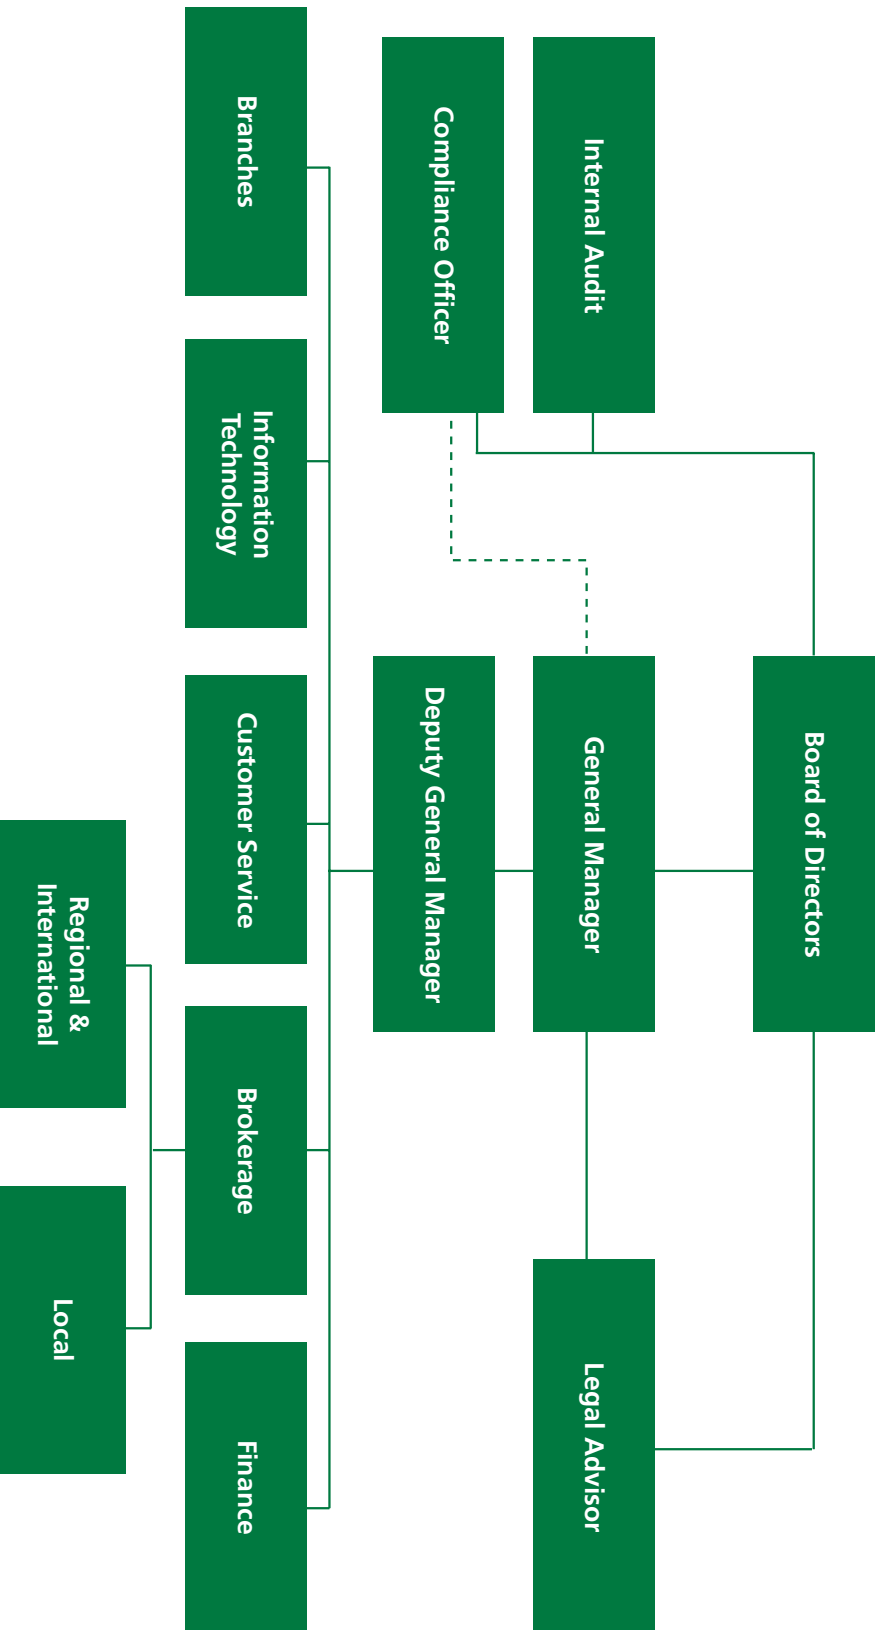 Board of Directors
Internal Audit
General Manager
Legal Advisor
Compliance Officer
Deputy General Manager
Branches
Information
Technology
Customer Service
Brokerage
Finance
Regional &
International
Local